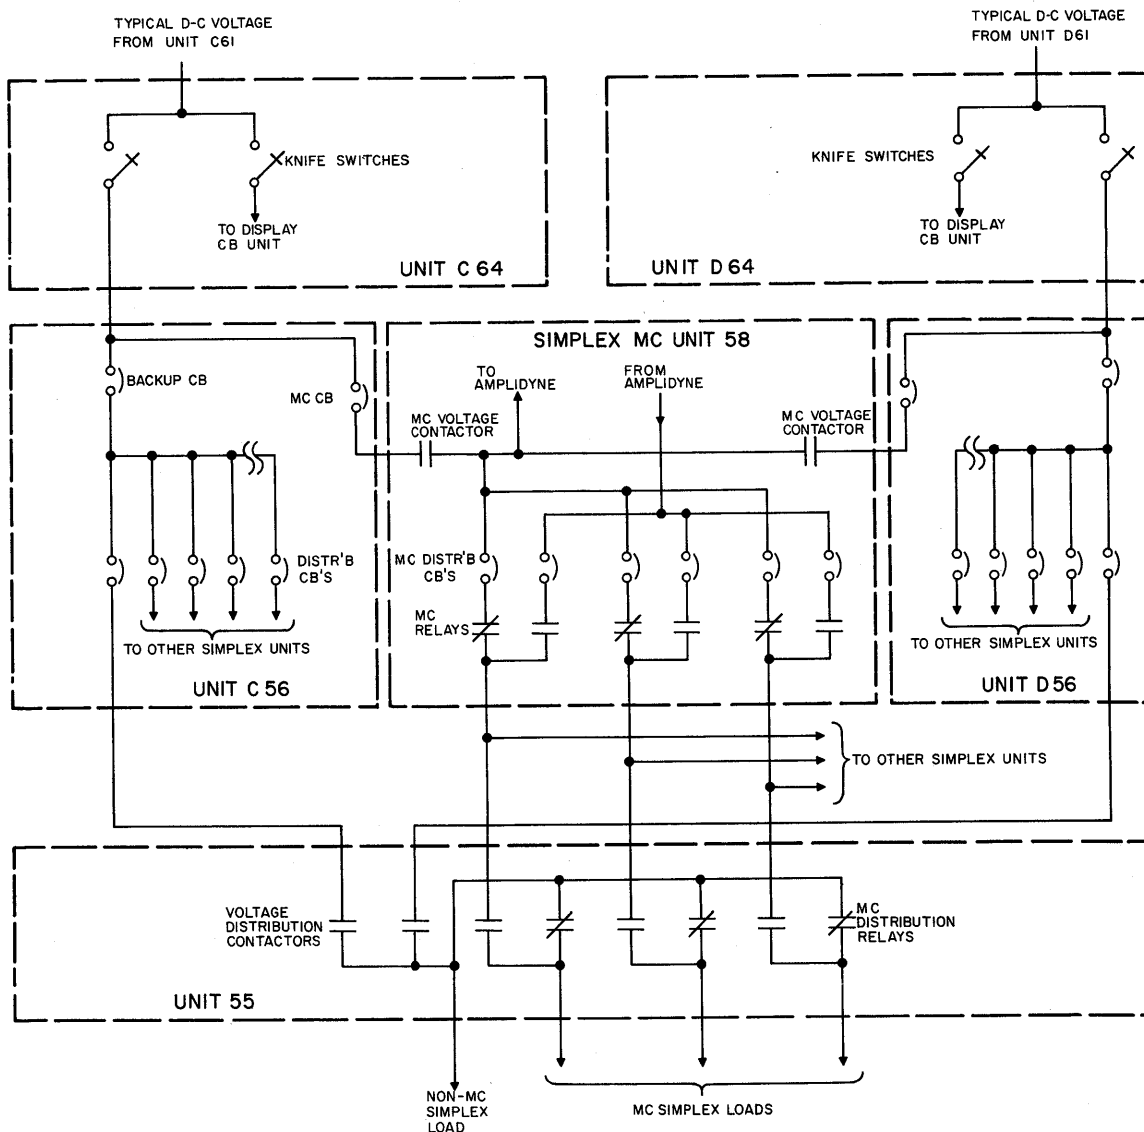 TYPICAL D-C VOLTAGE
FROM UNIT C61
TYPICAL D-C VOLTAGE
FROM UNIT D61
KNIFE SWITCHES
TO DISPLAY
CB UNIT
UNIT C 64
KNIFE SWITCHES
TO DISPLAY
CB UNIT
UNIT D 64
BACKUP CB
MC CB
DISTR'B
CB'S
TO OTHER SIMPLEX UNITS
UNIT C 56
SIMPLEX MC UNIT 58
TO
AMPLIDYNE
FROM
AMPLIDYNE
MC VOLTAGE
CONTACTOR
MC VOLTAGE
CONTACTOR
MC DISTR'B
CB'S
MC
RELAYS
TO OTHER SIMPLEX UNITS
UNIT D 56
TO OTHER SIMPLEX UNITS
VOLTAGE
DISTRIBUTION
CONTACTORS
MC
DISTRIBUTION
RELAYS
UNIT 55
NON-MC
SIMPLEX
LOAD
MC SIMPLEX LOADS